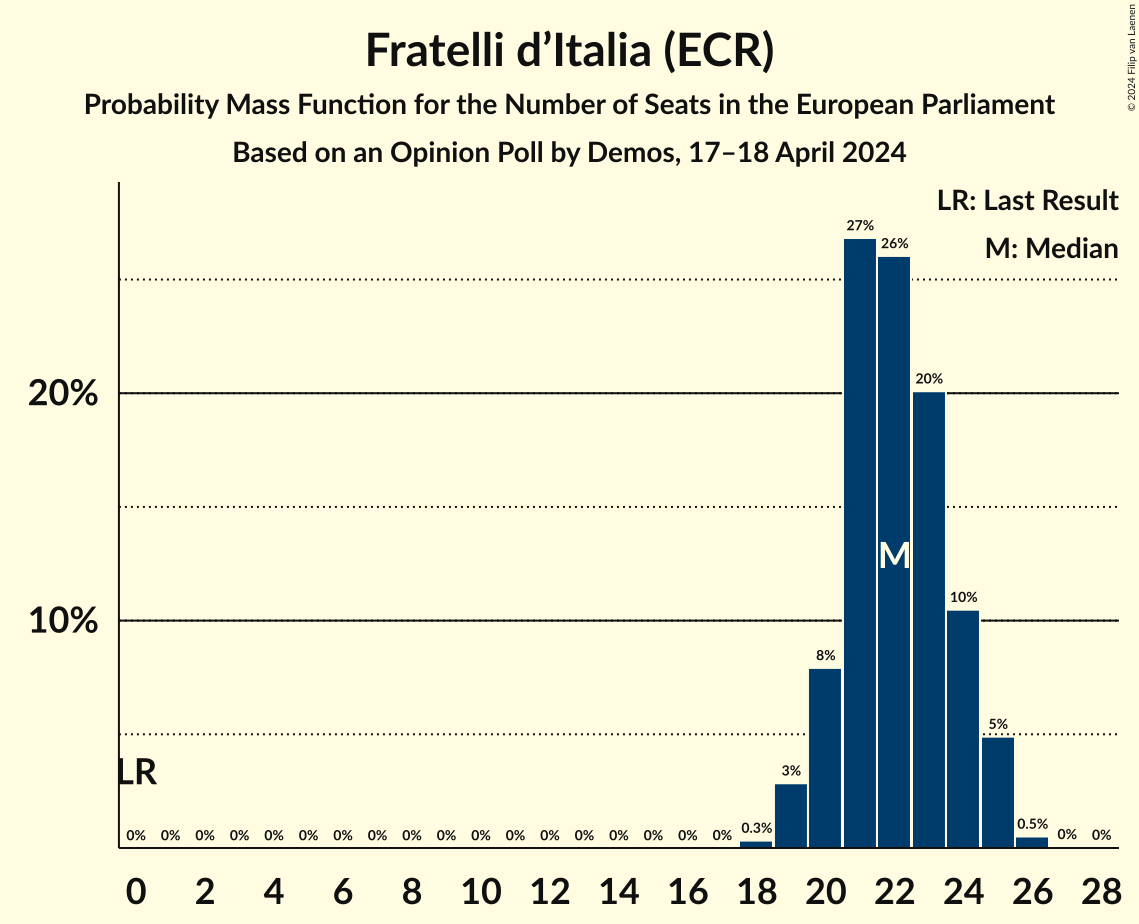 Fratelli d’Italia (ECR)
Probability Mass Function for the Number of Seats in the European Parliament
Based on an Opinion Poll by Demos, 17–18 April 2024
© 2024 Filip van Laenen
LR: Last Result
M: Median
27%
26%
20%
20%
M
10%
10%
8%
5%
LR
3%
0% 0% 0% 0% 0% 0% 0% 0% 0% 0% 0% 0% 0% 0% 0% 0% 0% 0% 0.3% 0.5% 0% 0%
0 2 4 6 8 10 12 14 16 18 20 22 24 26 28